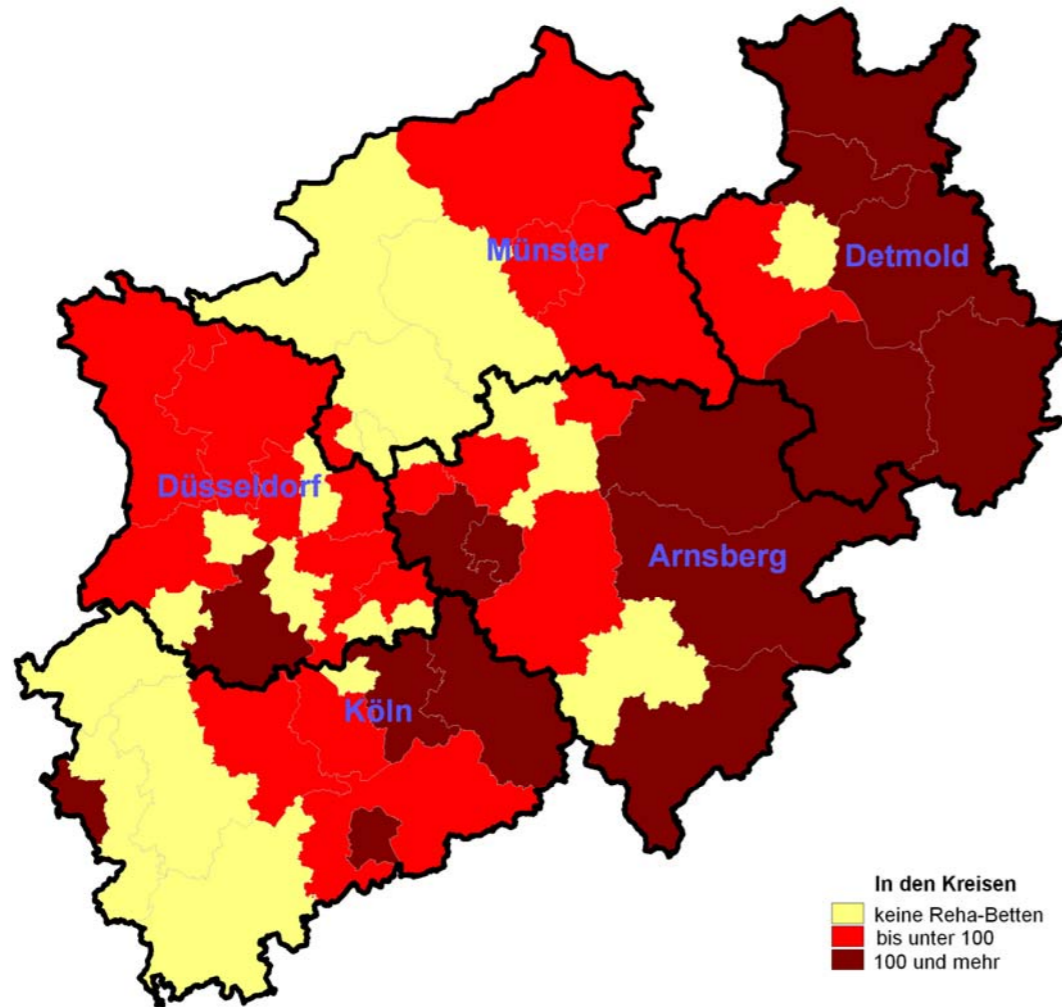 Münster
Detmold
Düsseldorf
Arnsberg
Köln
In den Kreisen
keine Reha-Betten
bis unter 100
100 und mehr